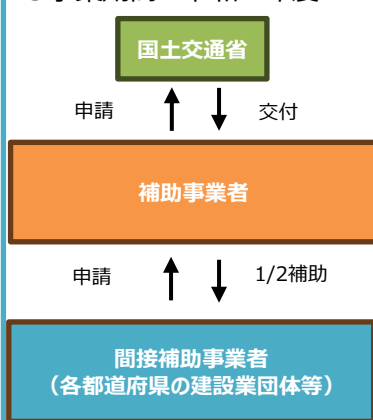 国土交通省
申請 交付
補助事業者
申請 1/2補助
間接補助事業者
(各都道府県の建設業団体等)